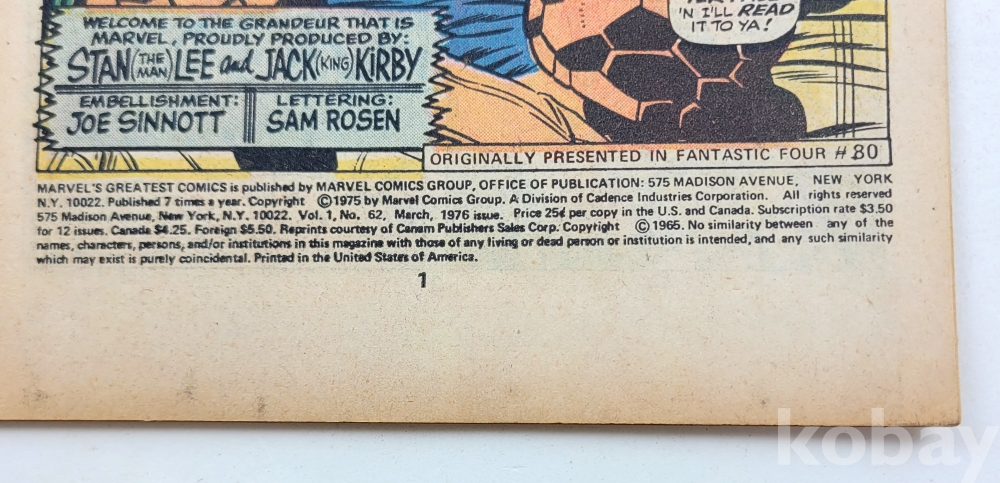 'N I'LL READ
IT TO YA!
WELCOME TO THE GRANDEUR THAT IS
MARVEL, PROUDLY PRODUCED BY:
STAN (THE MAN) LEE and JACK (KING) KIRBY
EMBELLISHMENT: LETTERING:
JOE SINNOTT SAM ROSEN
ORIGINALLY PRESENTED IN FANTASTIC FOUR #80
MARVEL'S GREATEST COMICS is published by MARVEL COMICS GROUP, OFFICE OF PUBLICATION: 575 MADISON AVENUE, NEW YORK
N.Y. 10022. Published 7 times a year. Copyright ©1975 by Marvel Comics Group. A Division of Cadence Industries Corporation. All rights reserved
575 Madison Avenue, New York, N.Y. 10022. Vol. 1, No. 62, March, 1976 issue. Price 25¢ per copy in the U.S. and Canada. Subscription rate $3.50
for 12 issues. Canada $4.25. Foreign $5.50. Reprints courtesy of Canam Publishers Sales Corp. Copyright ©1965. No similarity between any of the
names, characters, persons, and/or institutions in this magazine with those of any living or dead person or institution is intended, and any such similarity
which may exist is purely coincidental. Printed in the United States of America.
1
kobay